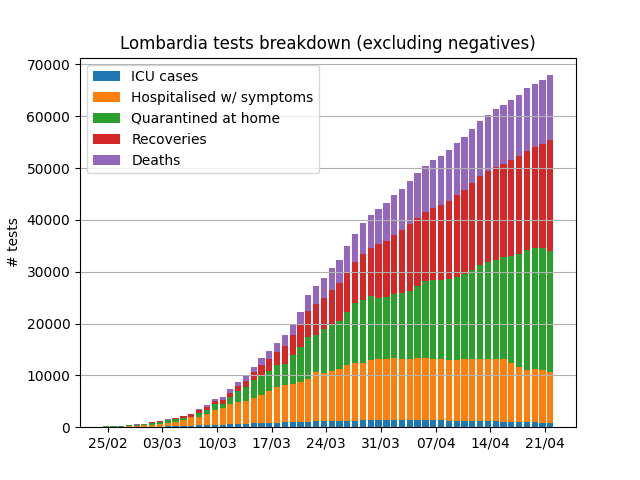 Lombardia tests breakdown (excluding negatives)
70000
60000
50000
40000
30000
20000
10000
0
# tests
ICU cases
Hospitalised w/ symptoms
Quarantined at home
Recoveries
Deaths
25/02 03/03 10/03 17/03 24/03 31/03 07/04 14/04 21/04